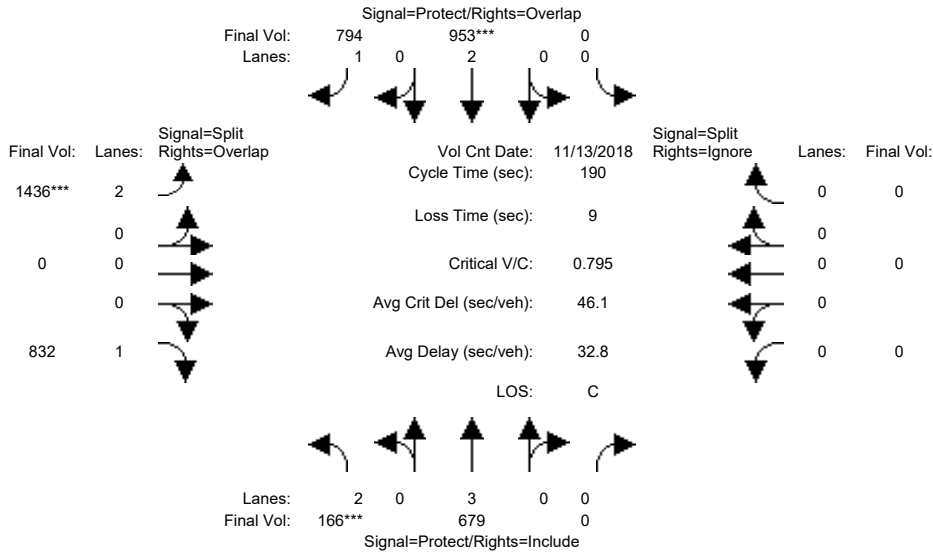 Signal=Protect/Rights=Overlap
Final Vol: 794 953*** 0
Lanes: 1 0 2 0 0
Signal=Split Signal=Split
Final Vol: Lanes: Rights=Overlap Vol Cnt Date: 11/13/2018 Rights=Ignore Lanes: Final Vol:
Cycle Time (sec): 190
1436*** 2 0 0
Loss Time (sec): 9
0 0
0 0 Critical V/C: 0.795 0 0
0 Avg Crit Del (sec/veh): 46.1 0
832 1 Avg Delay (sec/veh): 32.8 0 0
LOS: C
Lanes: 2 0 3 0 0
Final Vol: 166*** 679 0
Signal=Protect/Rights=Include